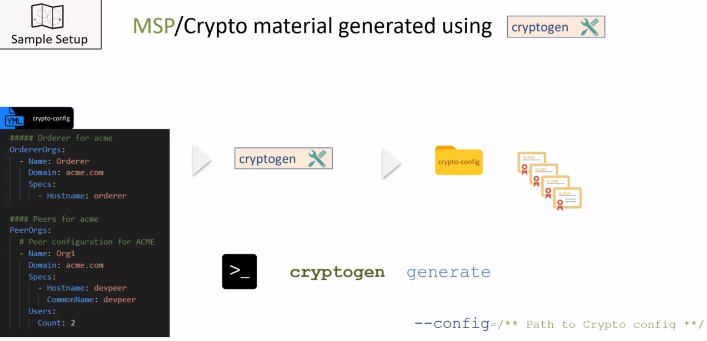 Sample Setup
MSP/Crypto material generated using cryptogen
YML crypto-config
##### Orderer for acme
OrdererOrgs:
- Name: Orderer
Domain: acme.com
Specs:
- Hostname: orderer
#### Peers for acme
PeerOrgs:
# Peer configuration for ACME
- Name: Org1
Domain: acme.com
Specs:
- Hostname: devpeer
CommonName: devpeer
Users:
Count: 2
cryptogen
crypto-config
>_ cryptogen generate
--config=/** Path to Crypto config **/